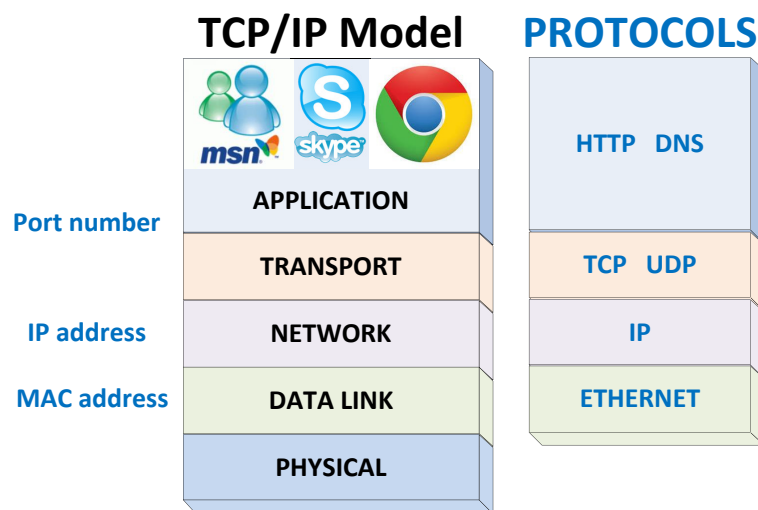 TCP/IP Model PROTOCOLS
msn
skype
HTTP DNS
APPLICATION
Port number
TRANSPORT
TCP UDP
IP address
NETWORK
IP
MAC address
DATA LINK
ETHERNET
PHYSICAL